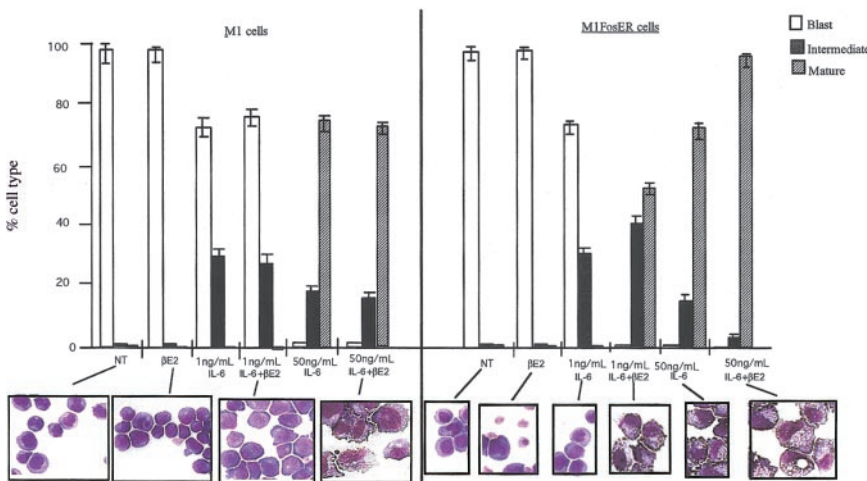 M1 cells
M1FosER cells
Blast
Intermediate
Mature
% cell type
100
80
60
40
20
0
NT
βE2
1ng/mL
IL-6
1ng/mL
IL-6+βE2
50ng/mL
IL-6
50ng/mL
IL-6+βE2
NT
βE2
1ng/mL
IL-6
1ng/mL
IL-6+βE2
50ng/mL
IL-6
50ng/mL
IL-6+βE2